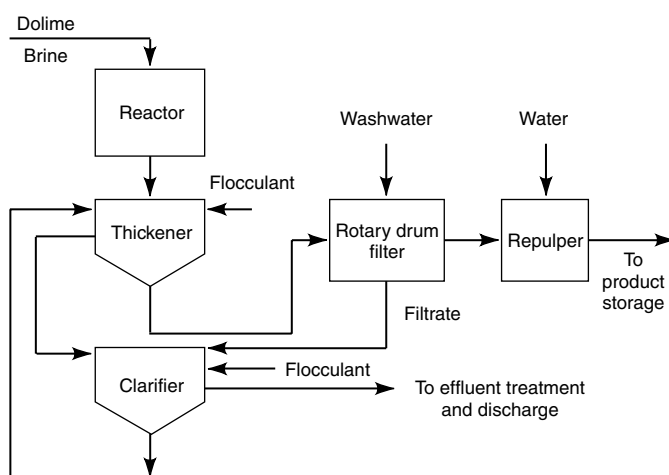 Dolime
Brine
Reactor
Washwater
Water
Flocculant
Thickener
Rotary drum
filter
Repulper
To
product
storage
Filtrate
Flocculant
Clarifier
To effluent treatment
and discharge